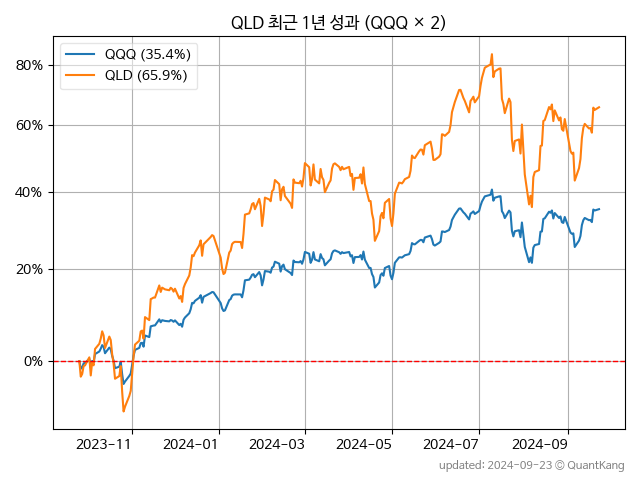 QLD 최근 1년 성과 (QQQ × 2)
QQQ (35.4%)
QLD (65.9%)
80%
60%
40%
20%
0%
2023-11 2024-01 2024-03 2024-05 2024-07 2024-09
updated: 2024-09-23 © QuantKang